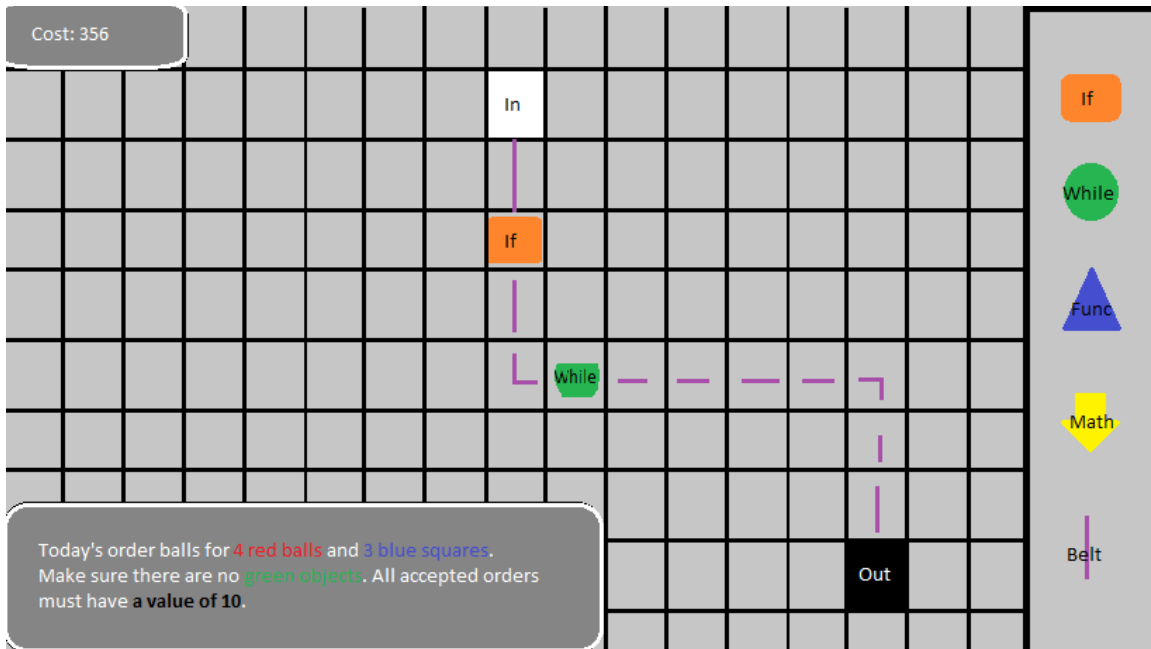 Cost: 356
In
If
If
While
Func
While
Math
Today's order balls for 4 red balls and 3 blue squares.
Make sure there are no green objects. All accepted orders
must have a value of 10.
Belt
Out